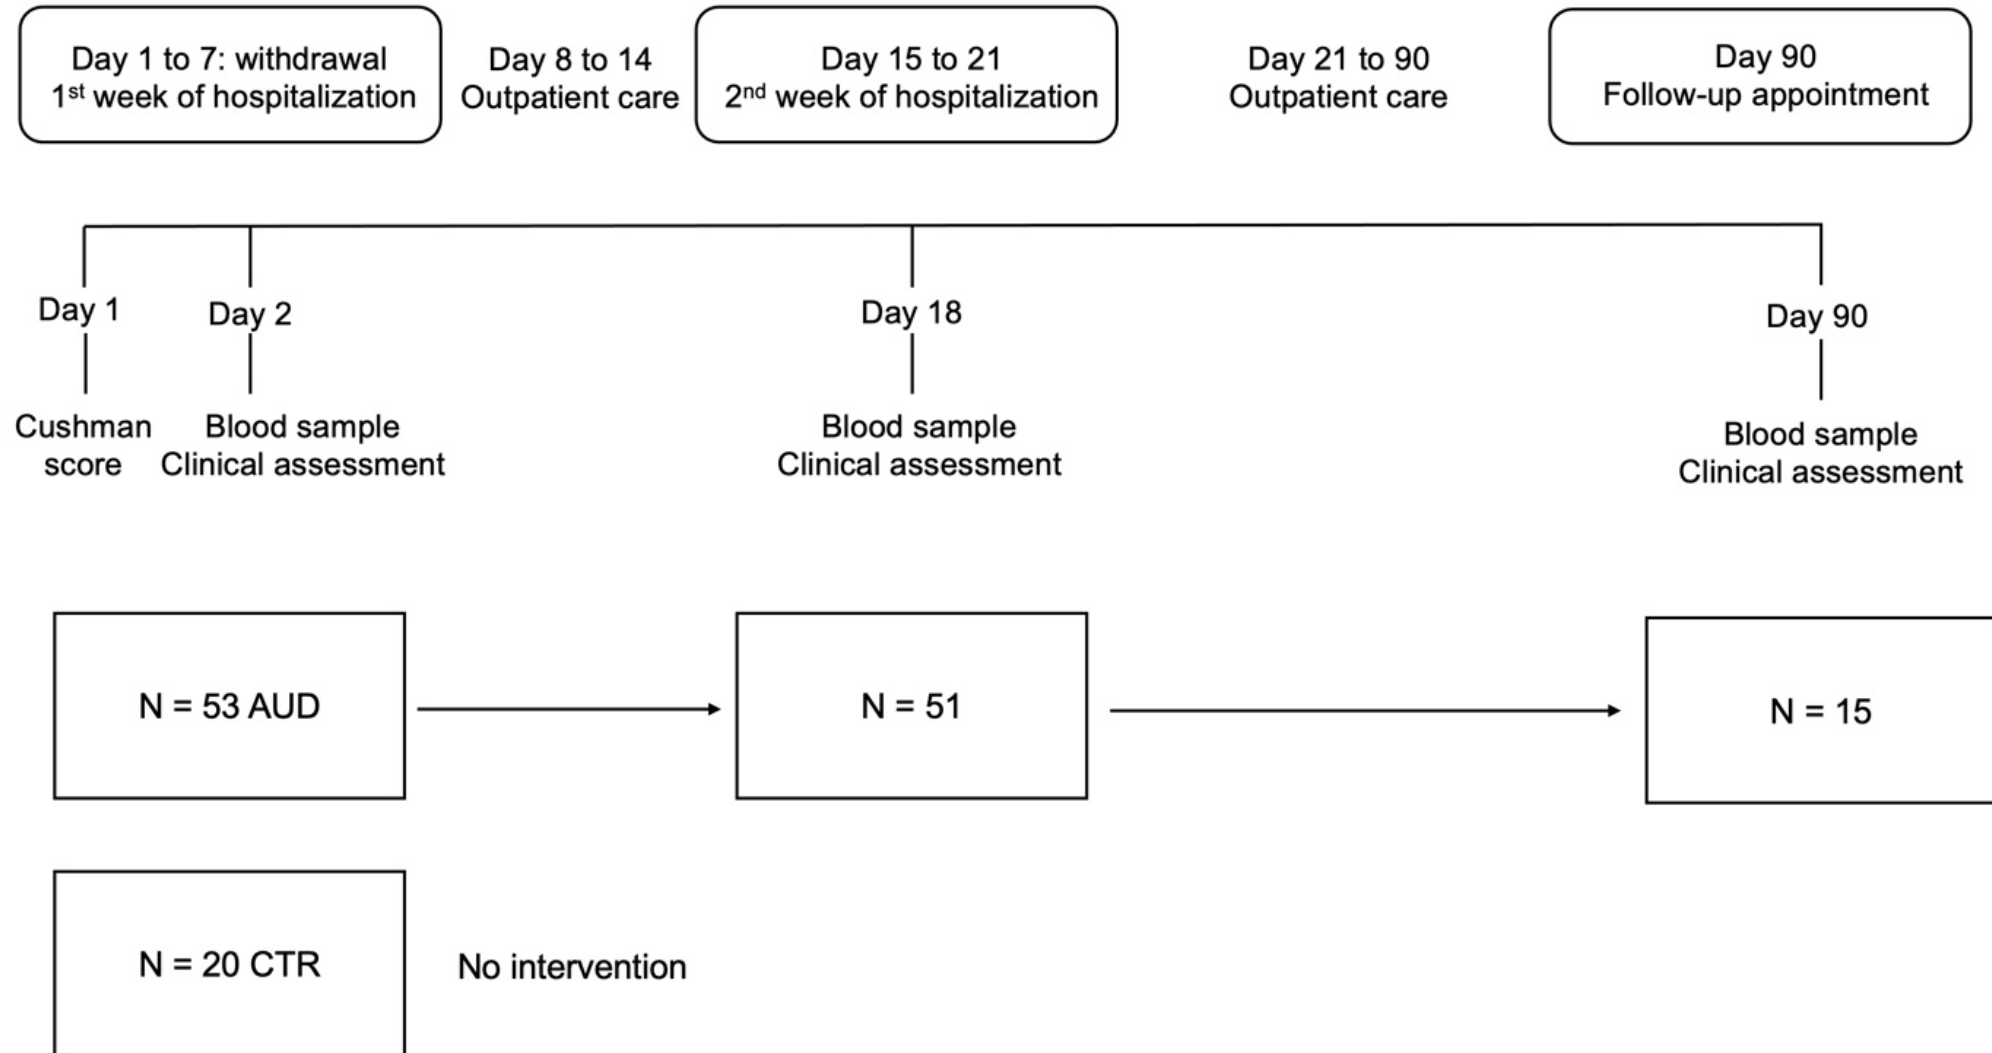 Day 1 to 7: withdrawal
1st week of hospitalization
Day 8 to 14
Outpatient care
Day 15 to 21
2nd week of hospitalization
Day 21 to 90
Outpatient care
Day 90
Follow-up appointment
Day 1
Day 2
Day 18
Day 90
Cushman
score
Blood sample
Clinical assessment
Blood sample
Clinical assessment
Blood sample
Clinical assessment
N = 53 AUD
N = 51
N = 15
N = 20 CTR
No intervention